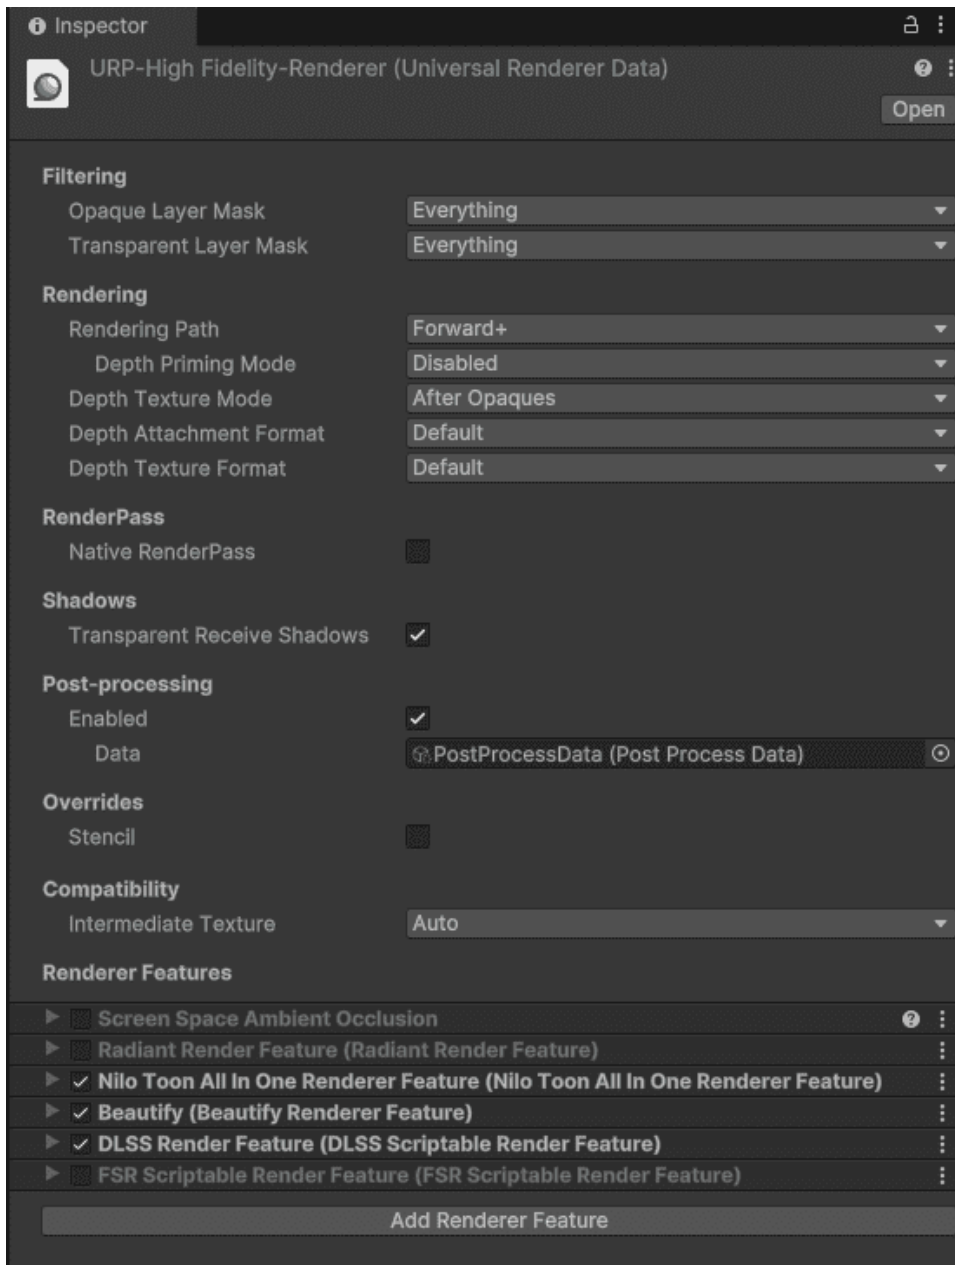 Inspector
URP-High Fidelity-Renderer (Universal Renderer Data)
Open
Filtering
Opaque Layer Mask Everything
Transparent Layer Mask Everything
Rendering
Rendering Path Forward+
Depth Priming Mode Disabled
Depth Texture Mode After Opaques
Depth Attachment Format Default
Depth Texture Format Default
RenderPass
Native RenderPass
Shadows
Transparent Receive Shadows
Post-processing
Enabled
Data PostProcessData (Post Process Data)
Overrides
Stencil
Compatibility
Intermediate Texture Auto
Renderer Features
Screen Space Ambient Occlusion
Radiant Render Feature (Radiant Render Feature)
Nilo Toon All In One Renderer Feature (Nilo Toon All In One Renderer Feature)
Beautify (Beautify Renderer Feature)
DLSS Render Feature (DLSS Scriptable Render Feature)
FSR Scriptable Render Feature (FSR Scriptable Render Feature)
Add Renderer Feature